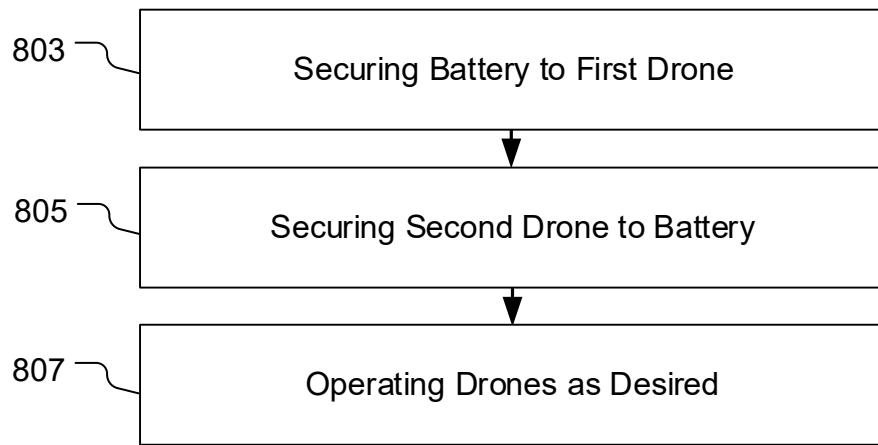 803
Securing Battery to First Drone
805
Securing Second Drone to Battery
807
Operating Drones as Desired